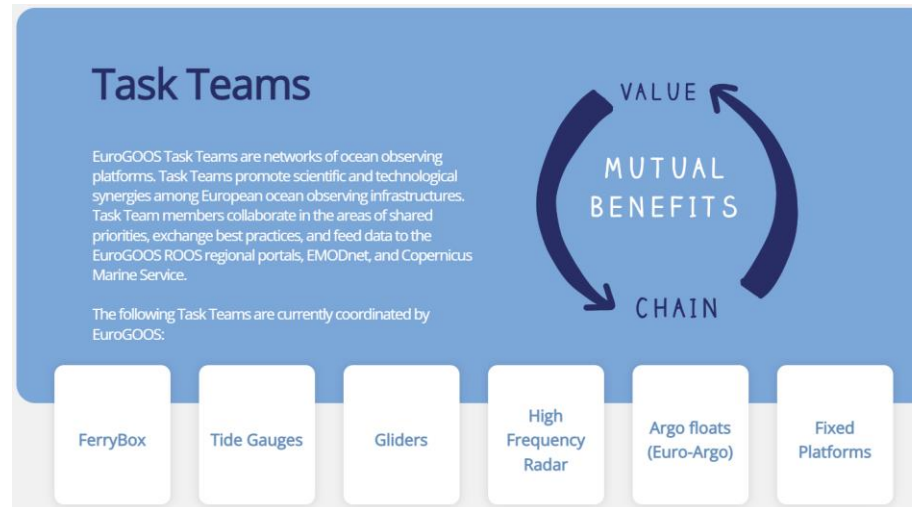 Task Teams
EuroGOOS Task Teams are networks of ocean observing
platforms. Task Teams promote scientific and technological
synergies among European ocean observing infrastructures.
Task Team members collaborate in the areas of shared
priorities, exchange best practices, and feed data to the
EuroGOOS ROOS regional portals, EMODnet, and Copernicus
Marine Service.
The following Task Teams are currently coordinated by
EuroGOOS:
VALUE
MUTUAL
BENEFITS
CHAIN
FerryBox
Tide Gauges
Gliders
High
Frequency
Radar
Argo floats
(Euro-Argo)
Fixed
Platforms